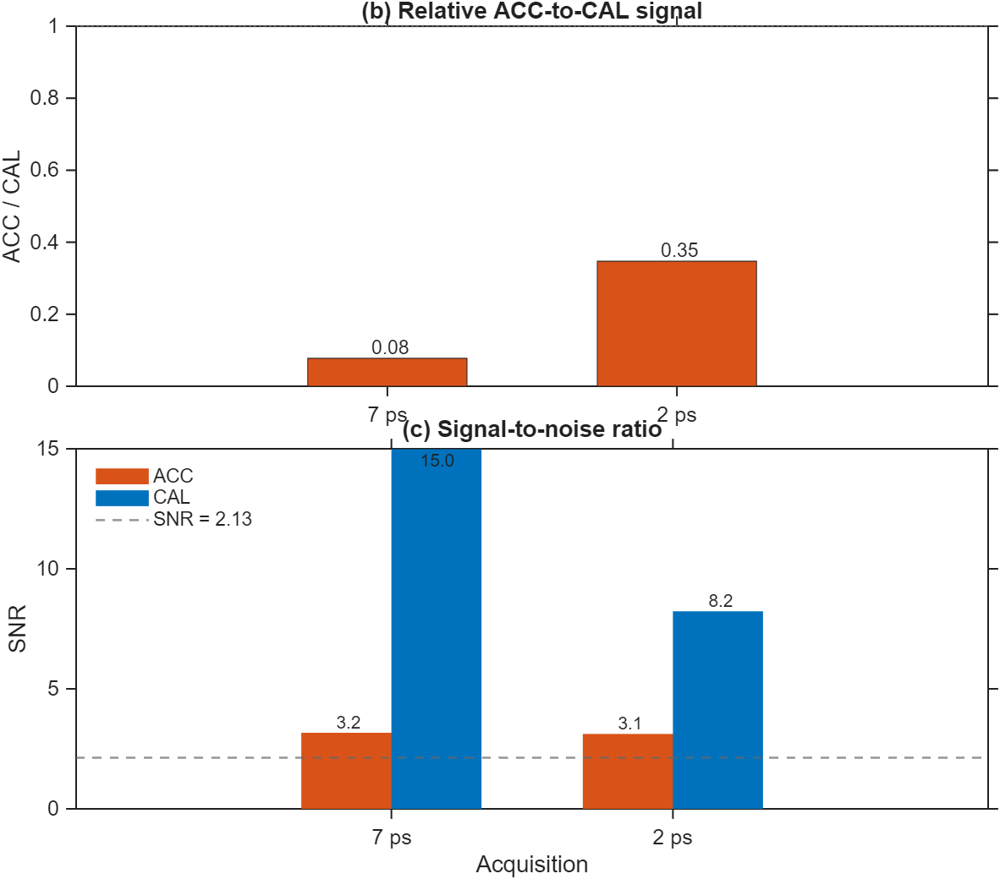 (b) Relative ACC-to-CAL signal
1
0.8
0.6
0.4
0.2
0
ACC / CAL
0.08
0.35
7 ps
2 ps
(c) Signal-to-noise ratio
15
10
5
0
SNR
ACC
CAL
SNR = 2.13
15.0
8.2
3.2
3.1
7 ps
2 ps
Acquisition